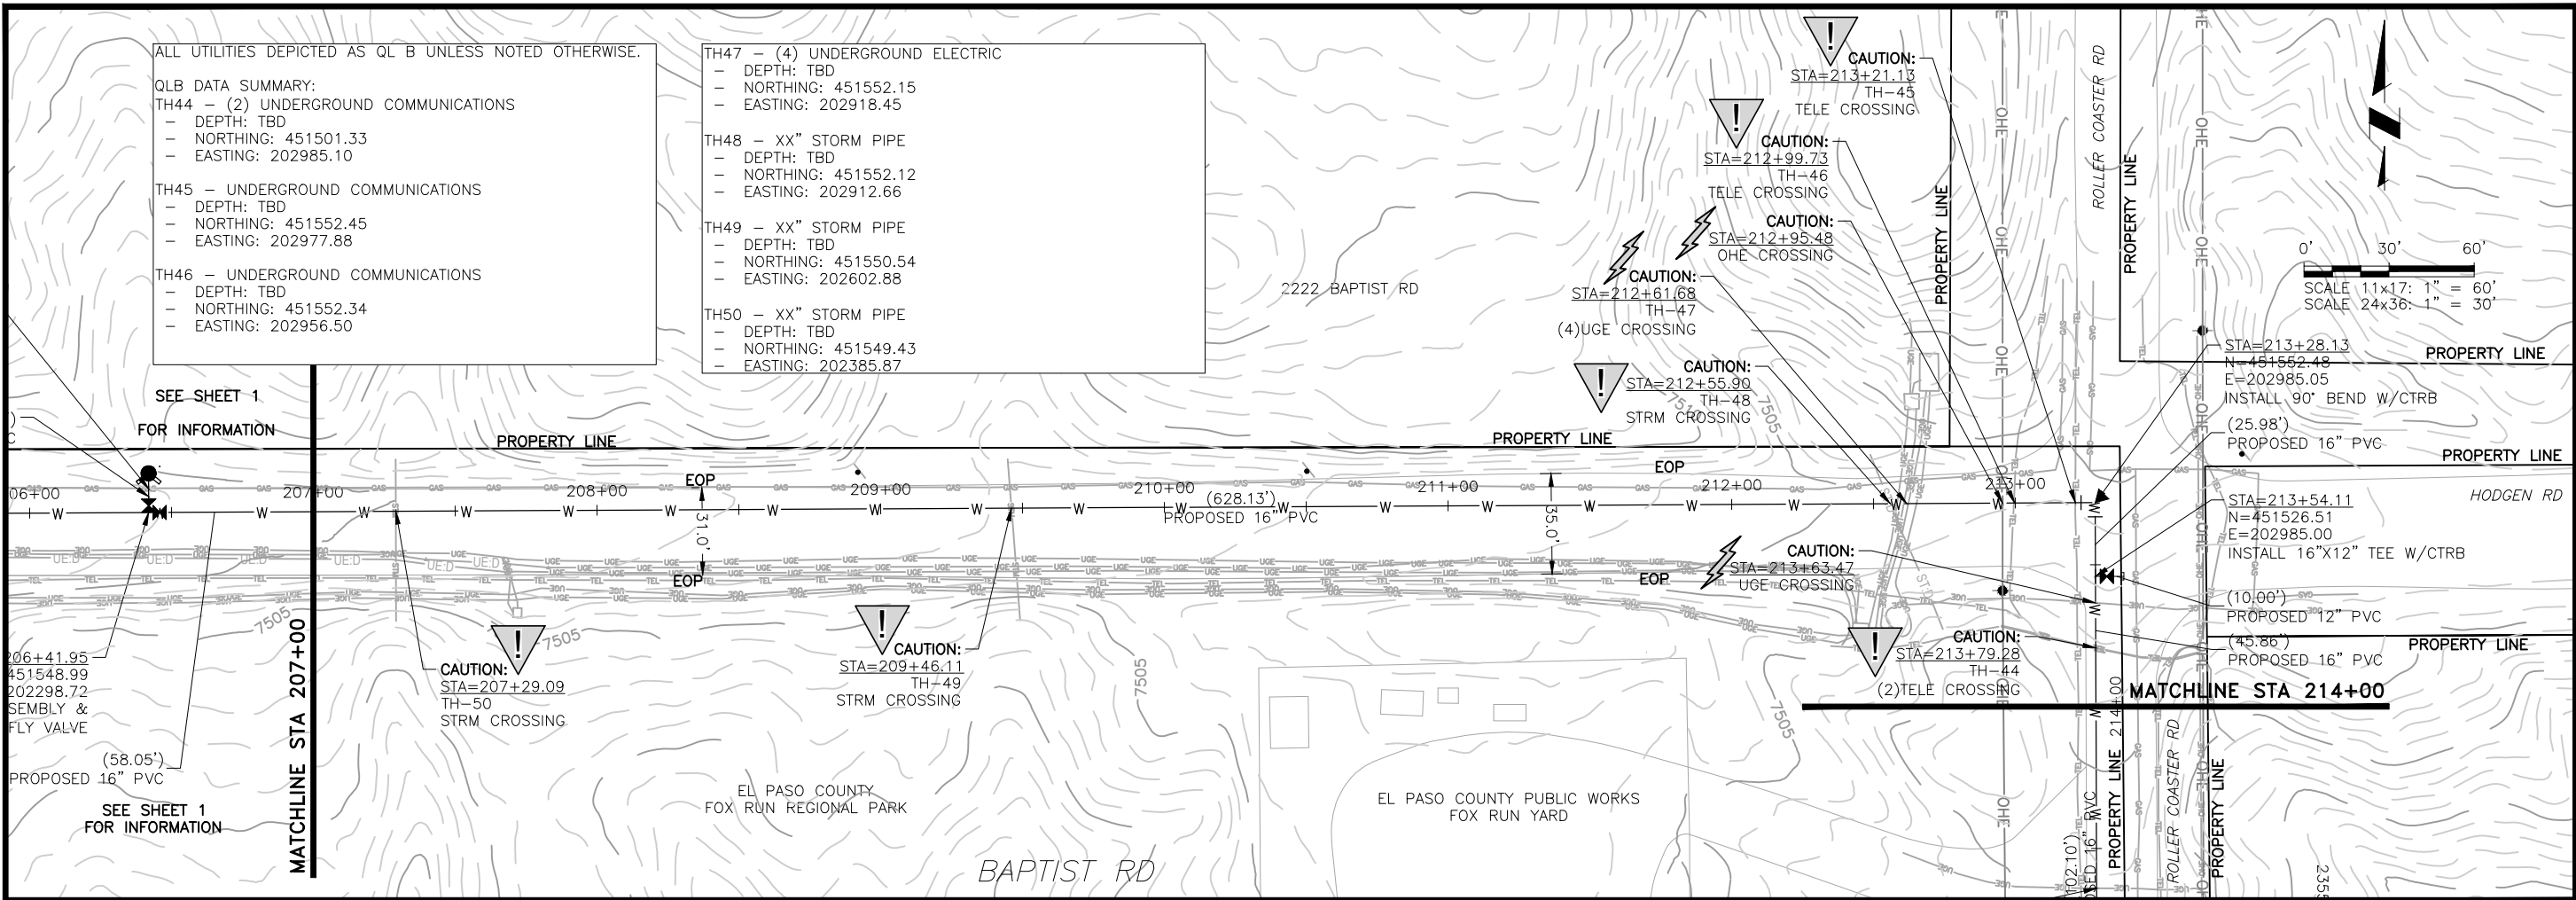 ALL UTILITIES DEPICTED AS QL B UNLESS NOTED OTHERWISE.
QLB DATA SUMMARY:
TH44 – (2) UNDERGROUND COMMUNICATIONS
– DEPTH: TBD
– NORTHING: 451501.33
– EASTING: 202985.10
TH45 – UNDERGROUND COMMUNICATIONS
– DEPTH: TBD
– NORTHING: 451552.45
– EASTING: 202977.88
TH46 – UNDERGROUND COMMUNICATIONS
– DEPTH: TBD
– NORTHING: 451552.34
– EASTING: 202956.50
TH47 – (4) UNDERGROUND ELECTRIC
– DEPTH: TBD
– NORTHING: 451552.15
– EASTING: 202918.45
TH48 – XX" STORM PIPE
– DEPTH: TBD
– NORTHING: 451552.12
– EASTING: 202912.66
TH49 – XX" STORM PIPE
– DEPTH: TBD
– NORTHING: 451550.54
– EASTING: 202602.88
TH50 – XX" STORM PIPE
– DEPTH: TBD
– NORTHING: 451549.43
– EASTING: 202385.87
CAUTION:
STA=213+21.13
TH-45
TELE CROSSING
CAUTION:
STA=212+99.73
TH-46
TELE CROSSING
CAUTION:
STA=212+95.48
OHE CROSSING
CAUTION:
STA=212+61.68
TH-47
(4)UGE CROSSING
CAUTION:
STA=212+55.90
TH-48
STRM CROSSING
2222 BAPTIST RD
ROLLER COASTER RD
PROPERTY LINE
PROPERTY LINE
0' 30' 60'
SCALE 11x17: 1" = 60'
SCALE 24x36: 1" = 30'
STA=213+28.13
N=451552.48
E=202985.05
INSTALL 90° BEND W/CTRB
PROPERTY LINE
(25.98')
PROPOSED 16" PVC
PROPERTY LINE
HODGEN RD
STA=213+54.11
N=451526.51
E=202985.00
INSTALL 16"X12" TEE W/CTRB
(10.00')
PROPOSED 12" PVC
(45.86')
PROPOSED 16" PVC
PROPERTY LINE
MATCHLINE STA 214+00
SEE SHEET 1
FOR INFORMATION
PROPERTY LINE
PROPERTY LINE
7510
7505
06+00 207+00 208+00 209+00 210+00 211+00 212+00 213+00
EOP
31.0'
EOP
(628.13')
PROPOSED 16" PVC
EOP
35.0'
EOP
CAUTION:
STA=213+63.47
UGE CROSSING
CAUTION:
STA=213+79.28
TH-44
(2)TELE CROSSING
CAUTION:
STA=207+29.09
TH-50
STRM CROSSING
CAUTION:
STA=209+46.11
TH-49
STRM CROSSING
7505
7505
7505
7505
206+41.95
451548.99
202298.72
SEMBLY &
FLY VALVE
(58.05')
PROPOSED 16" PVC
SEE SHEET 1
FOR INFORMATION
MATCHLINE STA 207+00
EL PASO COUNTY
FOX RUN REGIONAL PARK
EL PASO COUNTY PUBLIC WORKS
FOX RUN YARD
BAPTIST RD
102.10')
OSED 16" PVC
PROPERTY LINE
214+00
ROLLER COASTER RD
PROPERTY LINE
235